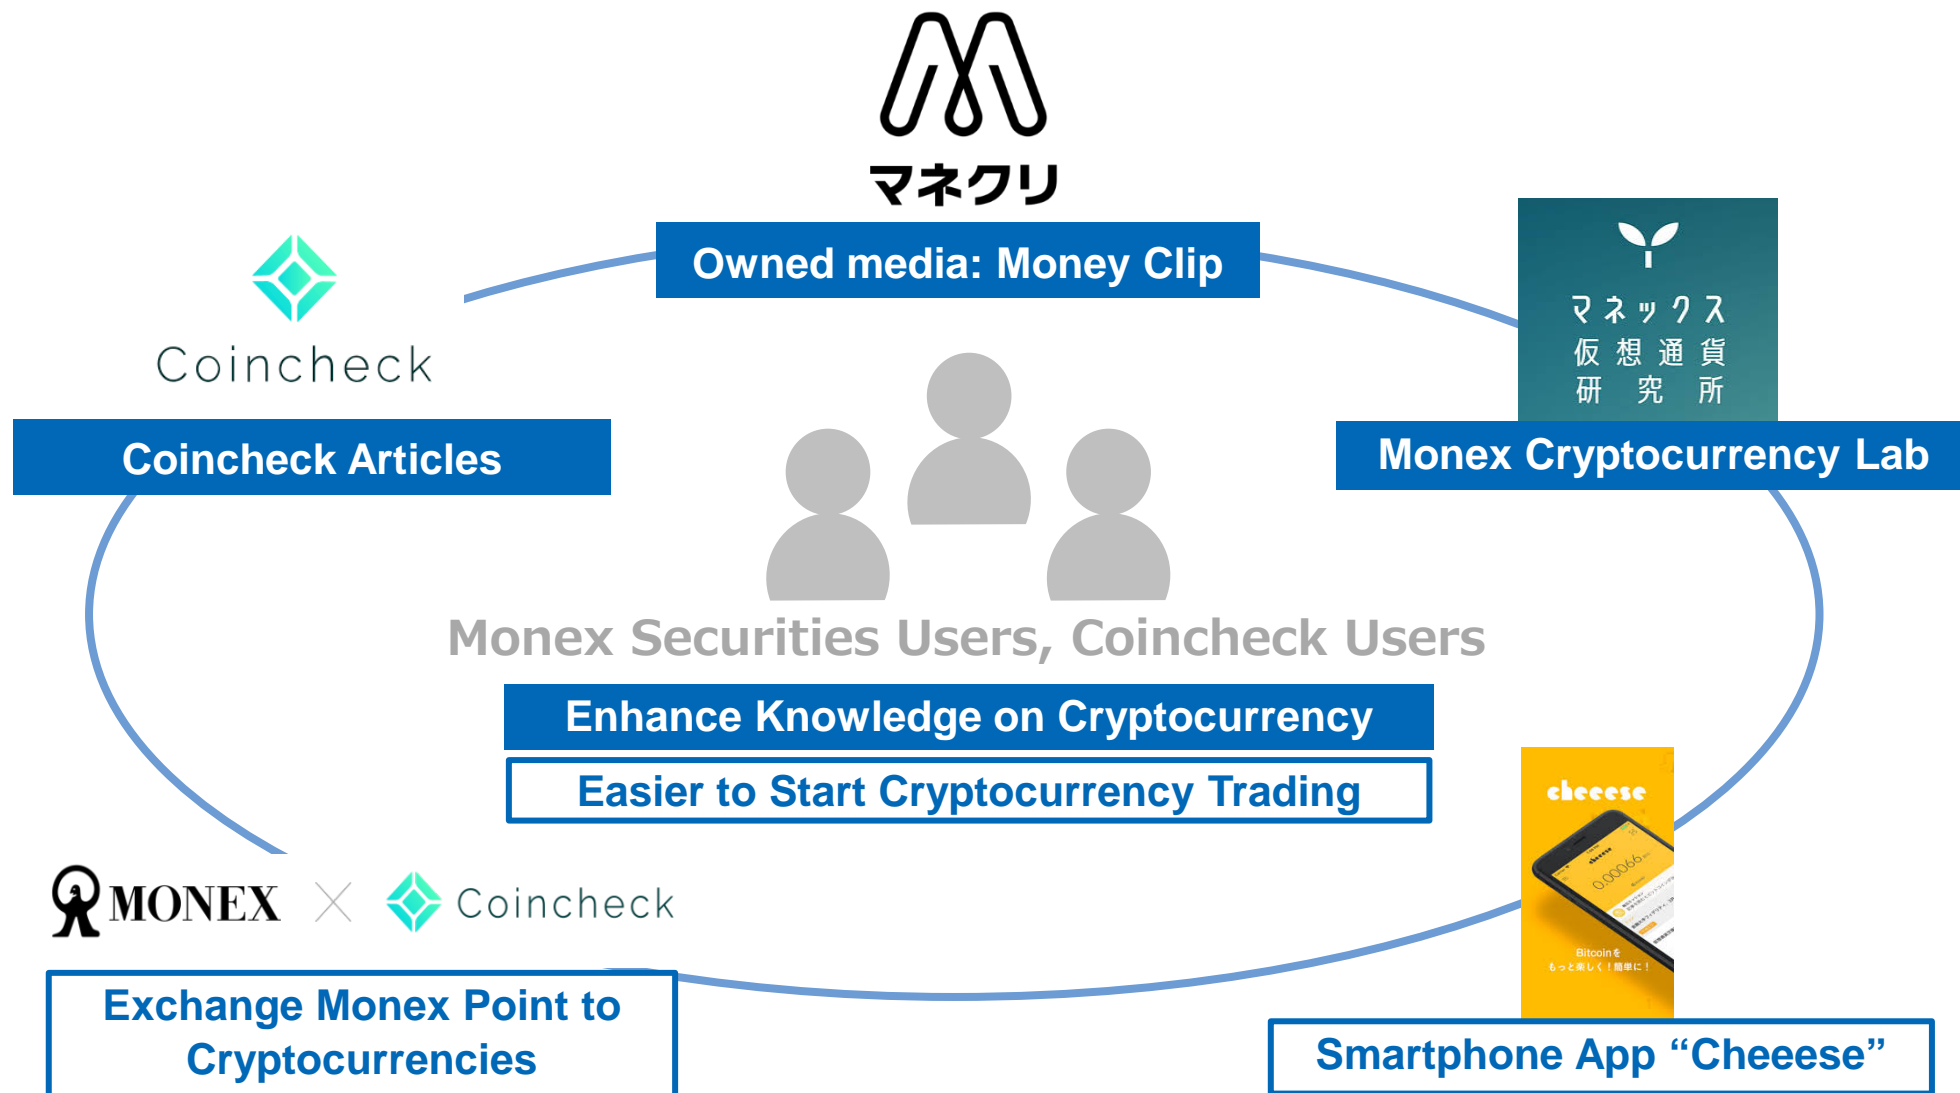 マネクリ
Owned media: Money Clip
Coincheck
Coincheck Articles
マネックス
仮想通貨
研究所
Monex Cryptocurrency Lab
Monex Securities Users, Coincheck Users
Enhance Knowledge on Cryptocurrency
Easier to Start Cryptocurrency Trading
MONEX × Coincheck
Exchange Monex Point to
Cryptocurrencies
cheeese
0.00066
Bitcoinを
もっと楽しく！簡単に！
Smartphone App “Cheeese”